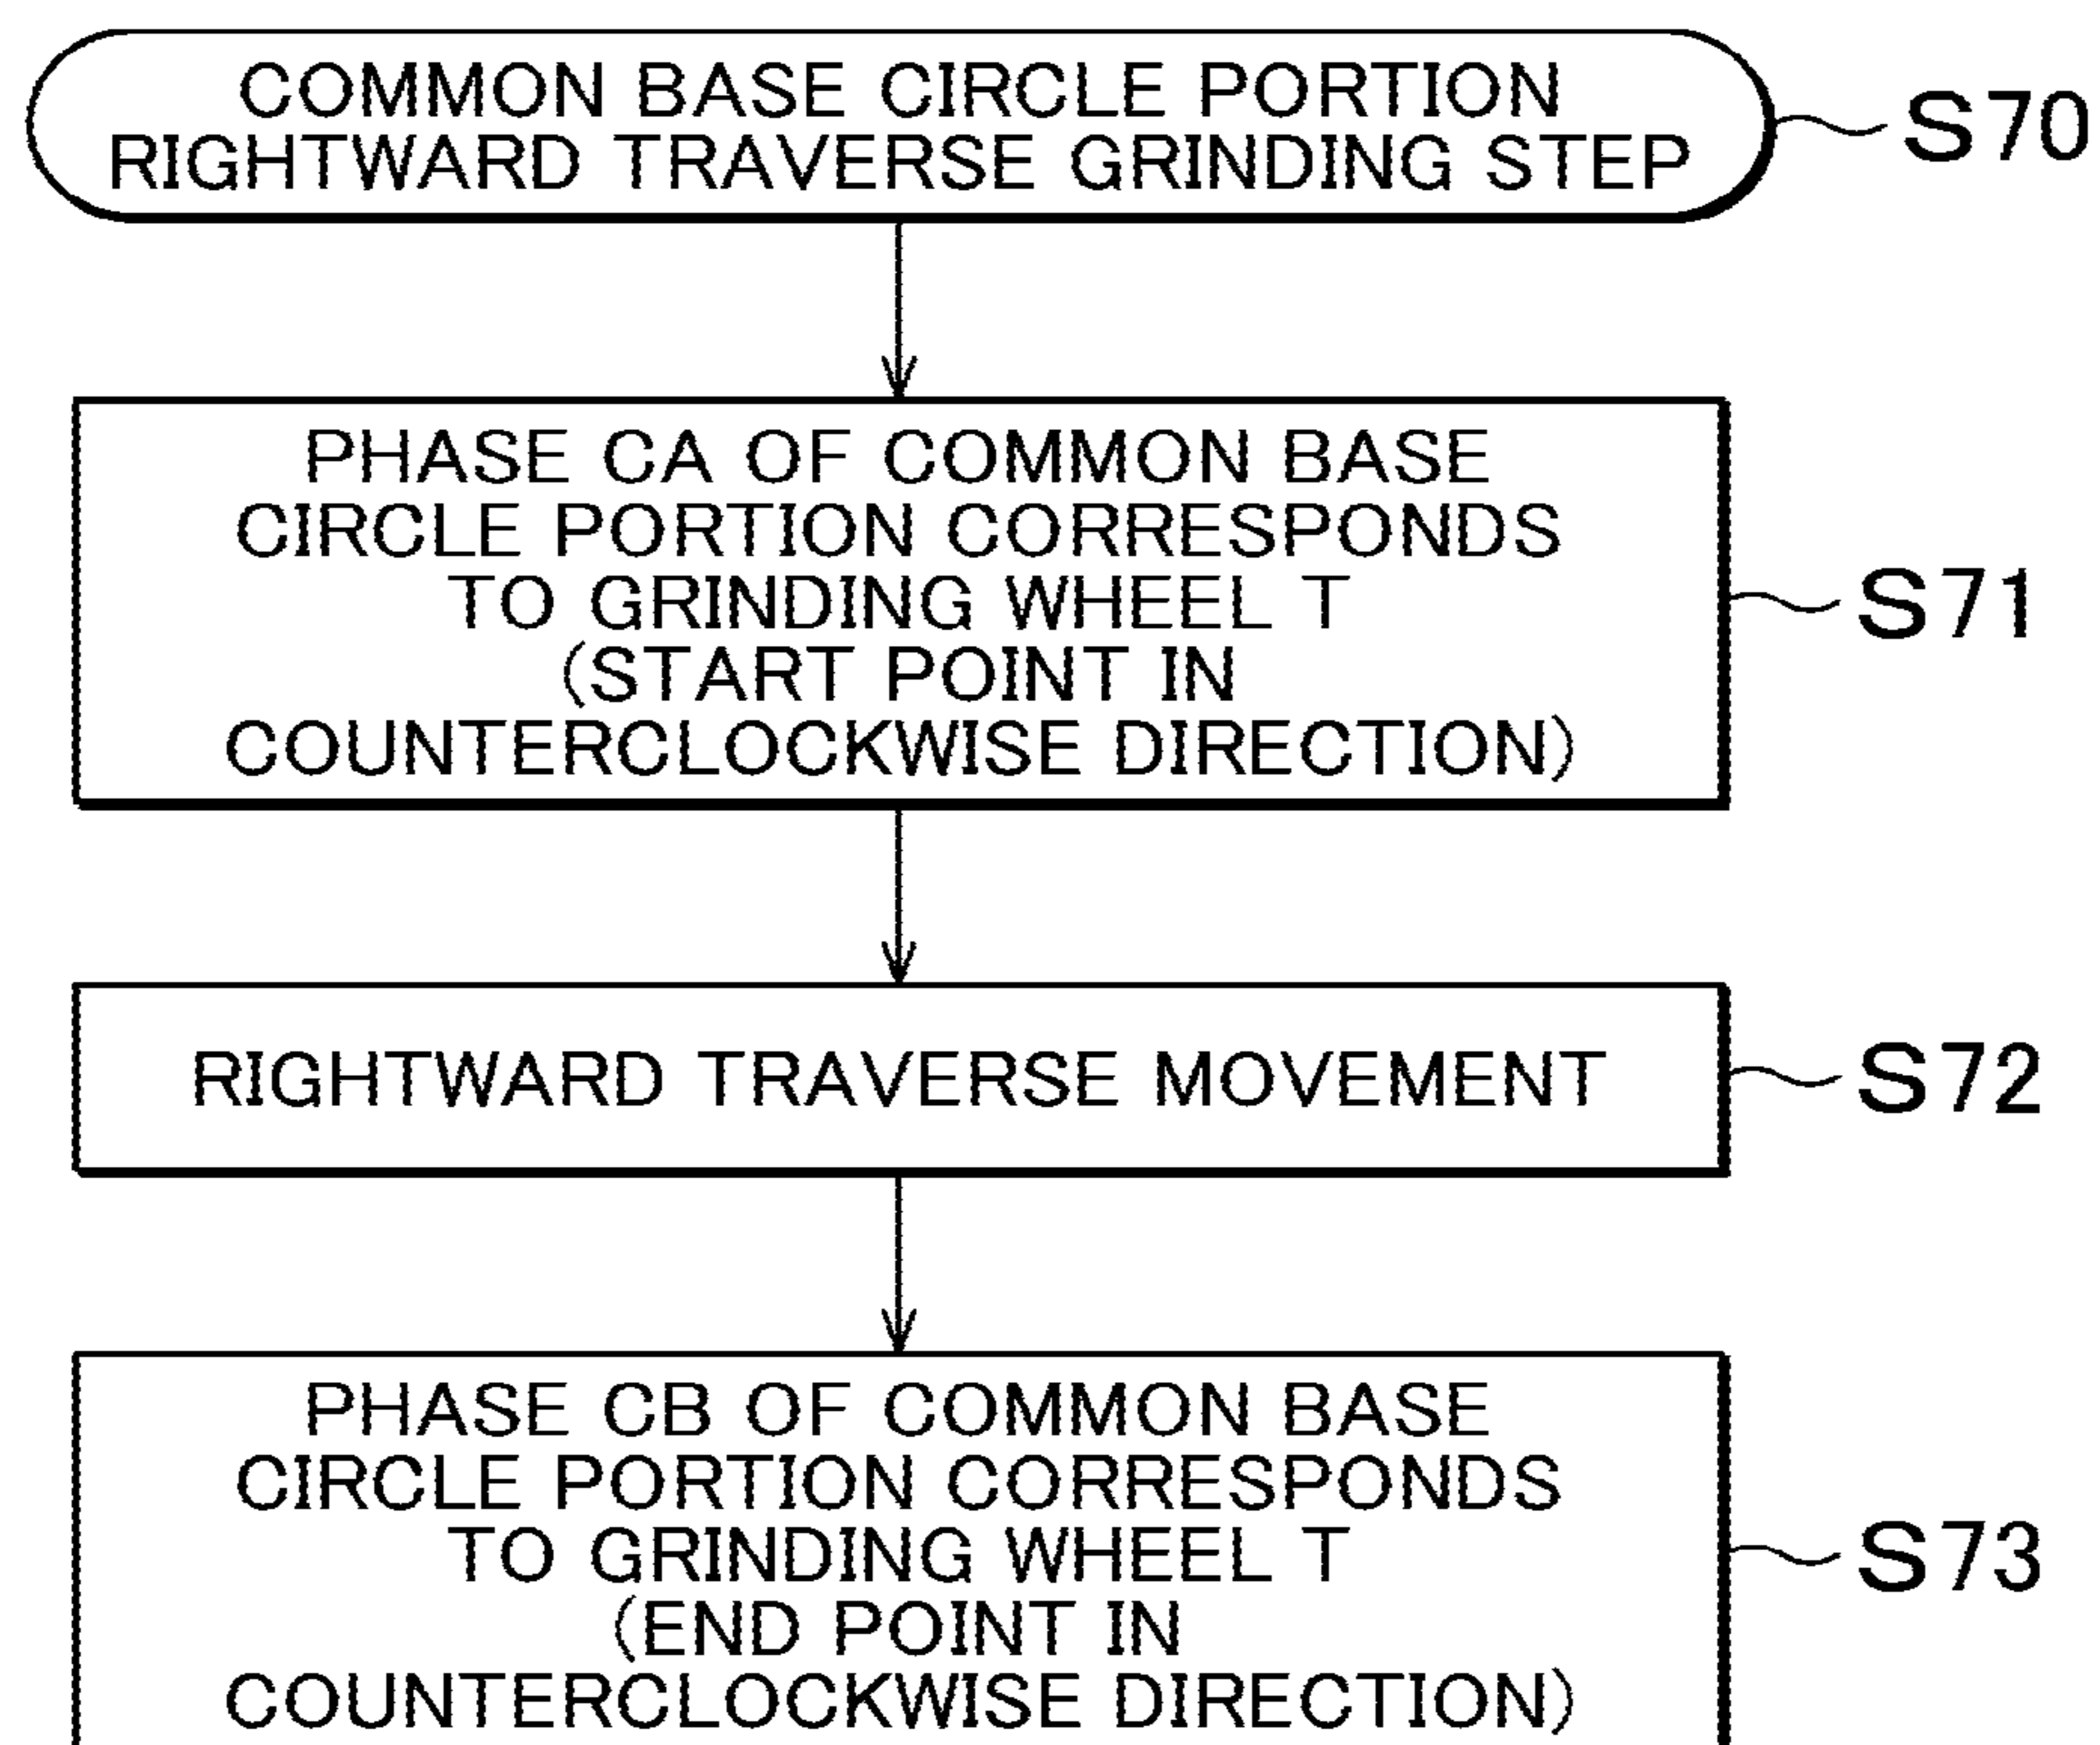 COMMON BASE CIRCLE PORTION
RIGHTWARD TRAVERSE GRINDING STEP
S70
PHASE CA OF COMMON BASE
CIRCLE PORTION CORRESPONDS
TO GRINDING WHEEL T
(START POINT IN
COUNTERCLOCKWISE DIRECTION)
S71
RIGHTWARD TRAVERSE MOVEMENT
S72
PHASE CB OF COMMON BASE
CIRCLE PORTION CORRESPONDS
TO GRINDING WHEEL T
(END POINT IN
COUNTERCLOCKWISE DIRECTION)
S73